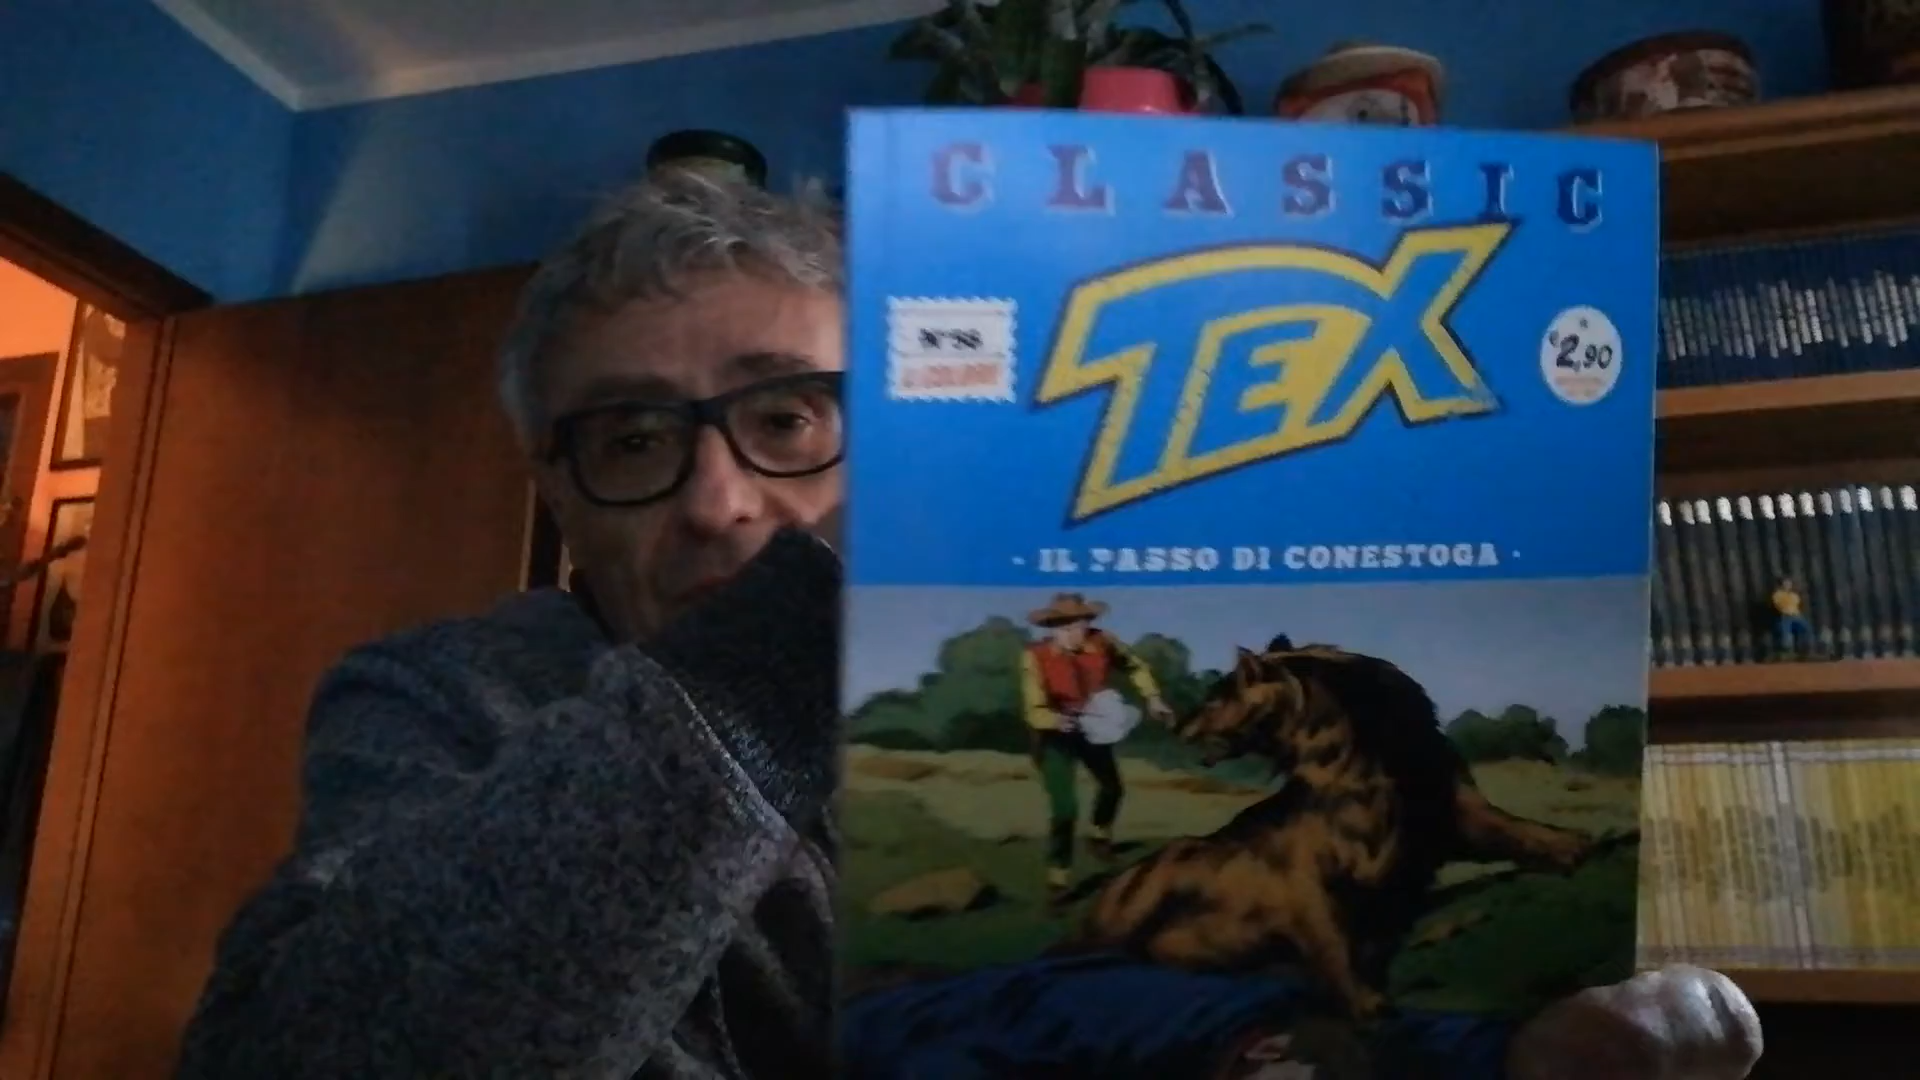 CLASSIC
TEX
€2,90
- IL PASSO DI CONESTOGA -